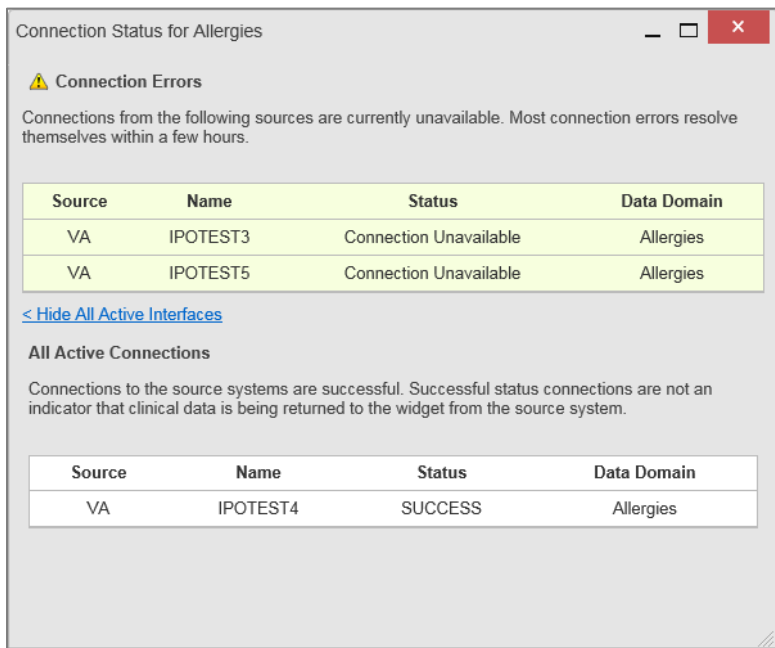 Connection Status for Allergies
Connection Errors
Connections from the following sources are currently unavailable. Most connection errors resolve
themselves within a few hours.
Source Name Status Data Domain
VA IPOTEST3 Connection Unavailable Allergies
VA IPOTEST5 Connection Unavailable Allergies
< Hide All Active Interfaces
All Active Connections
Connections to the source systems are successful. Successful status connections are not an
indicator that clinical data is being returned to the widget from the source system.
Source Name Status Data Domain
VA IPOTEST4 SUCCESS Allergies